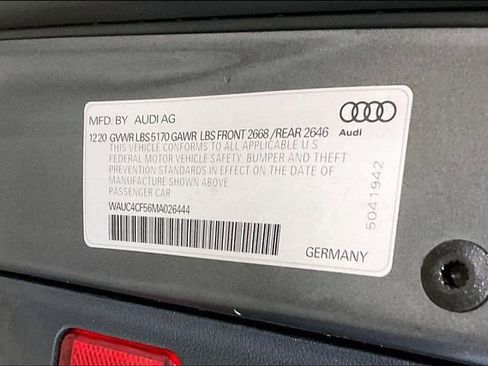 MFD. BY AUDI AG
12.20 GVWR LBS 5170 GAWR LBS FRONT 2668 / REAR 2646
THIS VEHICLE CONFORMS TO ALL APPLICABLE U S
FEDERAL MOTOR VEHICLE SAFETY, BUMPER AND THEFT
PREVENTION STANDARDS IN EFFECT ON THE DATE OF
MANUFACTURE SHOWN ABOVE
PASSENGER CAR
WAUC4CF56MA026444
Audi
5041942
GERMANY